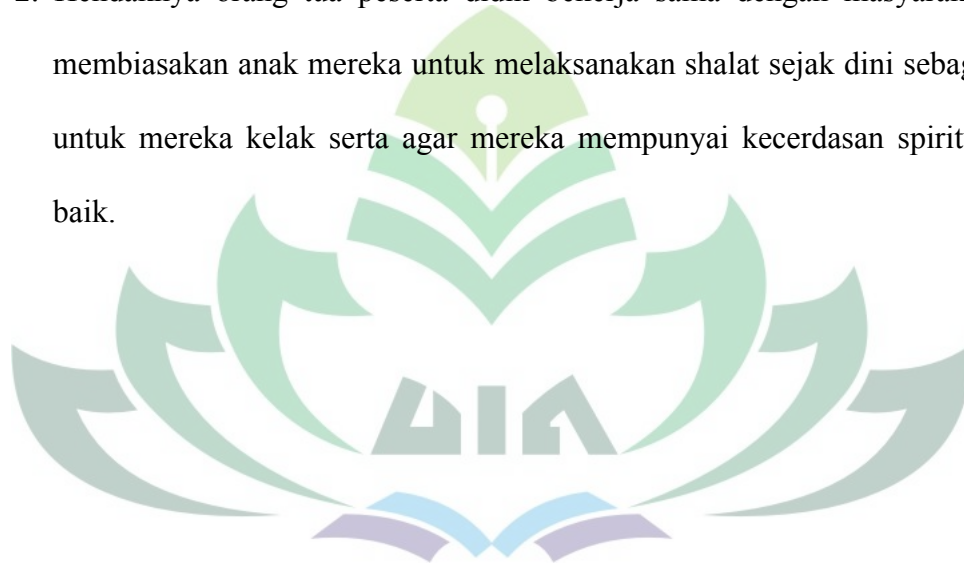 2. Hendaknya orang tua peserta didik bekerja sama dengan masyarak
membiasakan anak mereka untuk melaksanakan shalat sejak dini sebag
untuk mereka kelak serta agar mereka mempunyai kecerdasan spirit
baik.
UIN